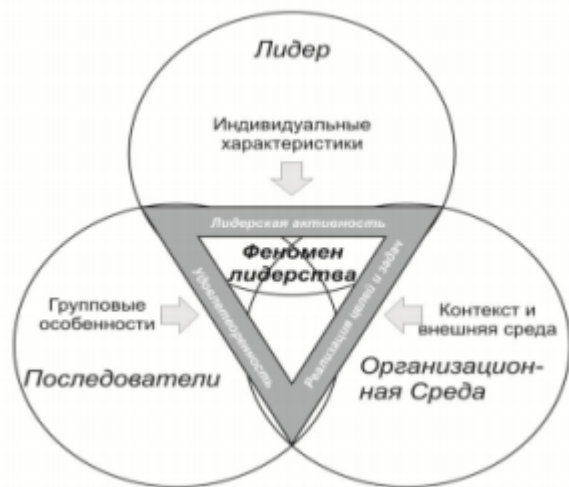 Лидер
Индивидуальные
характеристики
Лидерская активность
Феномен
лидерства
Удовлетворенность
Реализация целей и задач
Групповые
особенности
Контекст и
внешняя среда
Последователи
Организацион-
ная Среда